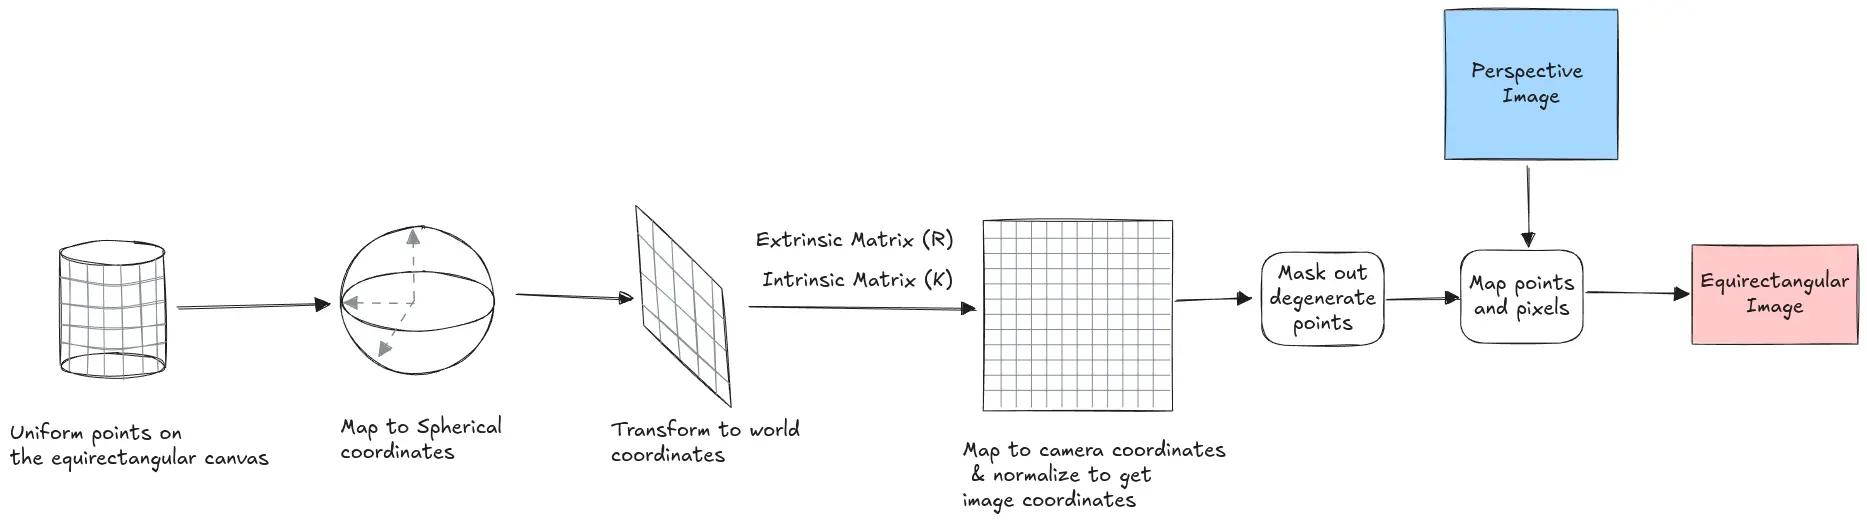 Uniform points on
the equirectangular canvas
Map to Spherical
coordinates
Transform to world
coordinates
Extrinsic Matrix (R)
Intrinsic Matrix (K)
Map to camera coordinates
& normalize to get
image coordinates
Mask out
degenerate
points
Perspective
Image
Map points
and pixels
Equirectangular
Image